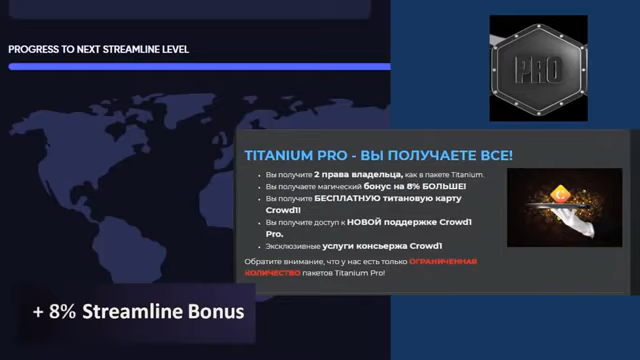 PROGRESS TO NEXT STREAMLINE LEVEL
PRO
TITANIUM PRO - ВЫ ПОЛУЧАЕТЕ ВСЕ!
• Вы получите 2 права владельца, как в пакете Titanium.
• Вы получаете магический бонус на 8% БОЛЬШЕ!
• Вы получите БЕСПЛАТНУЮ титановую карту
Crowd1!
• Вы получите доступ к НОВОЙ поддержке Crowd1
Pro.
• Эксклюзивные услуги консьержа Crowd1
Обратите внимание, что у нас есть только ОГРАНИЧЕННАЯ
КОЛИЧЕСТВО пакетов Titanium Pro!
+ 8% Streamline Bonus